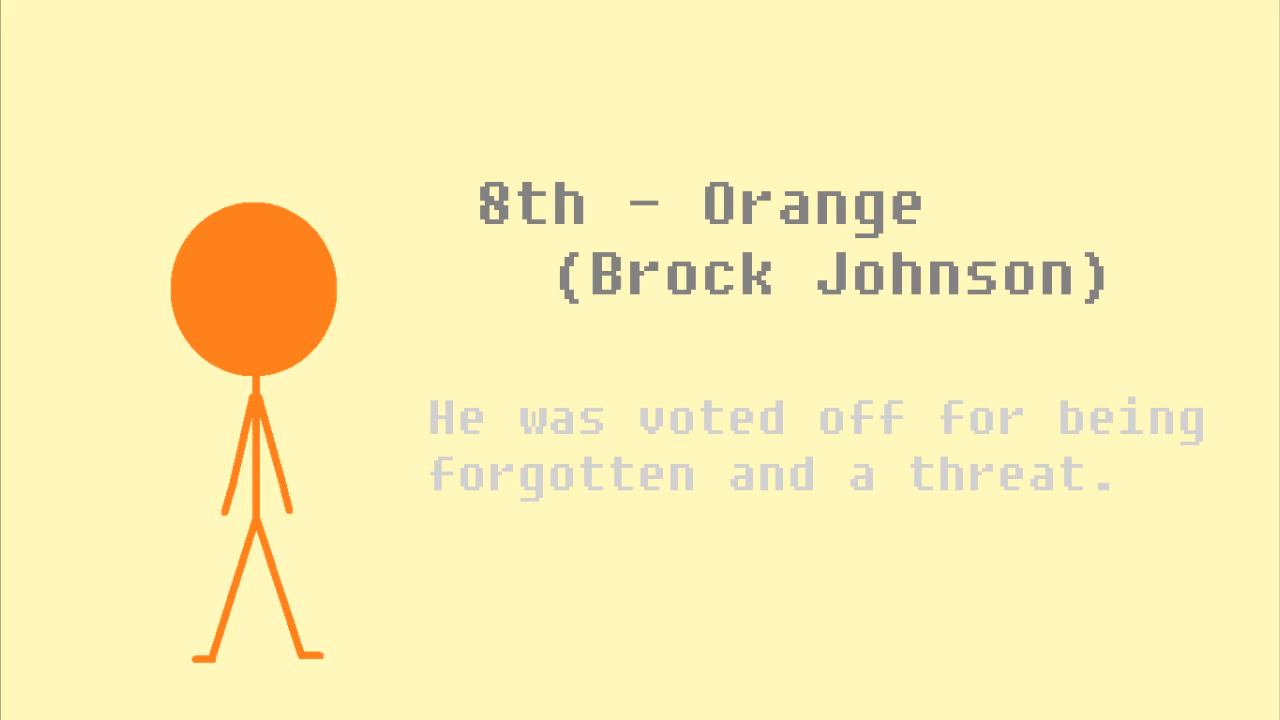 8th - Orange
(Brock Johnson)
He was voted off for being
forgotten and a threat.